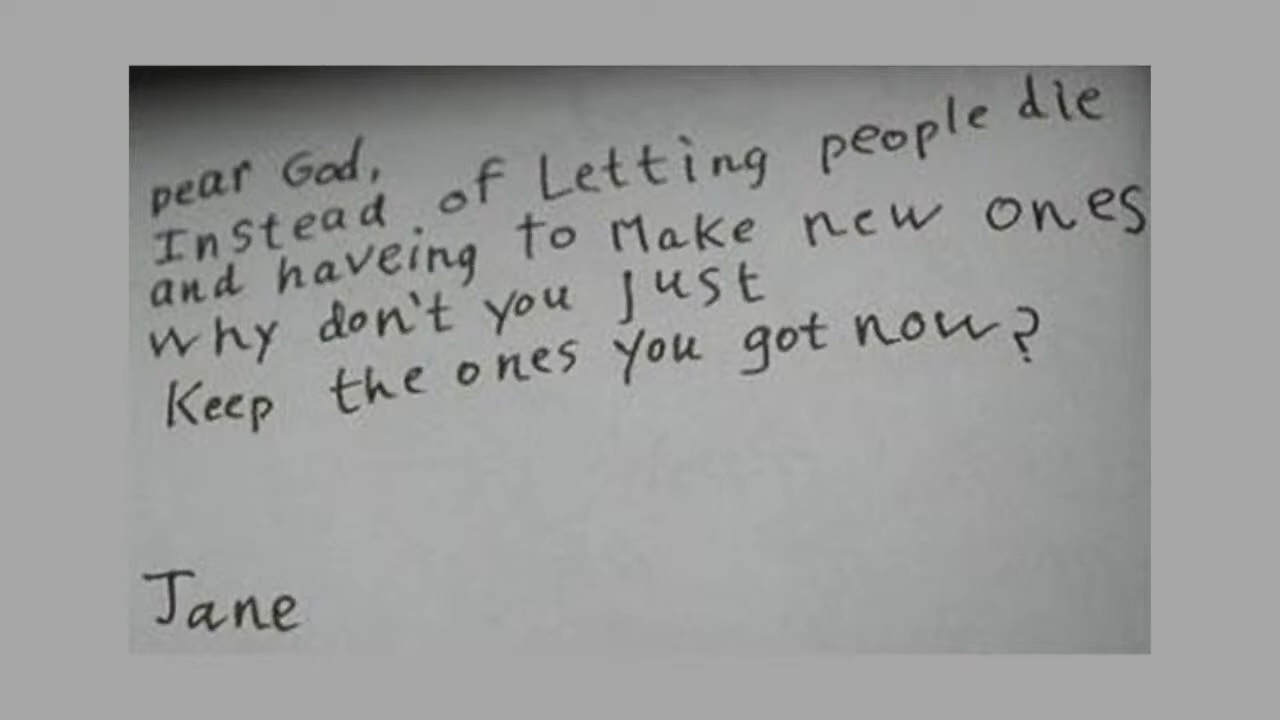 Dear God,
Instead of Letting people die
and haveing to Make new ones
why don't you just
Keep the ones you got now?
Jane